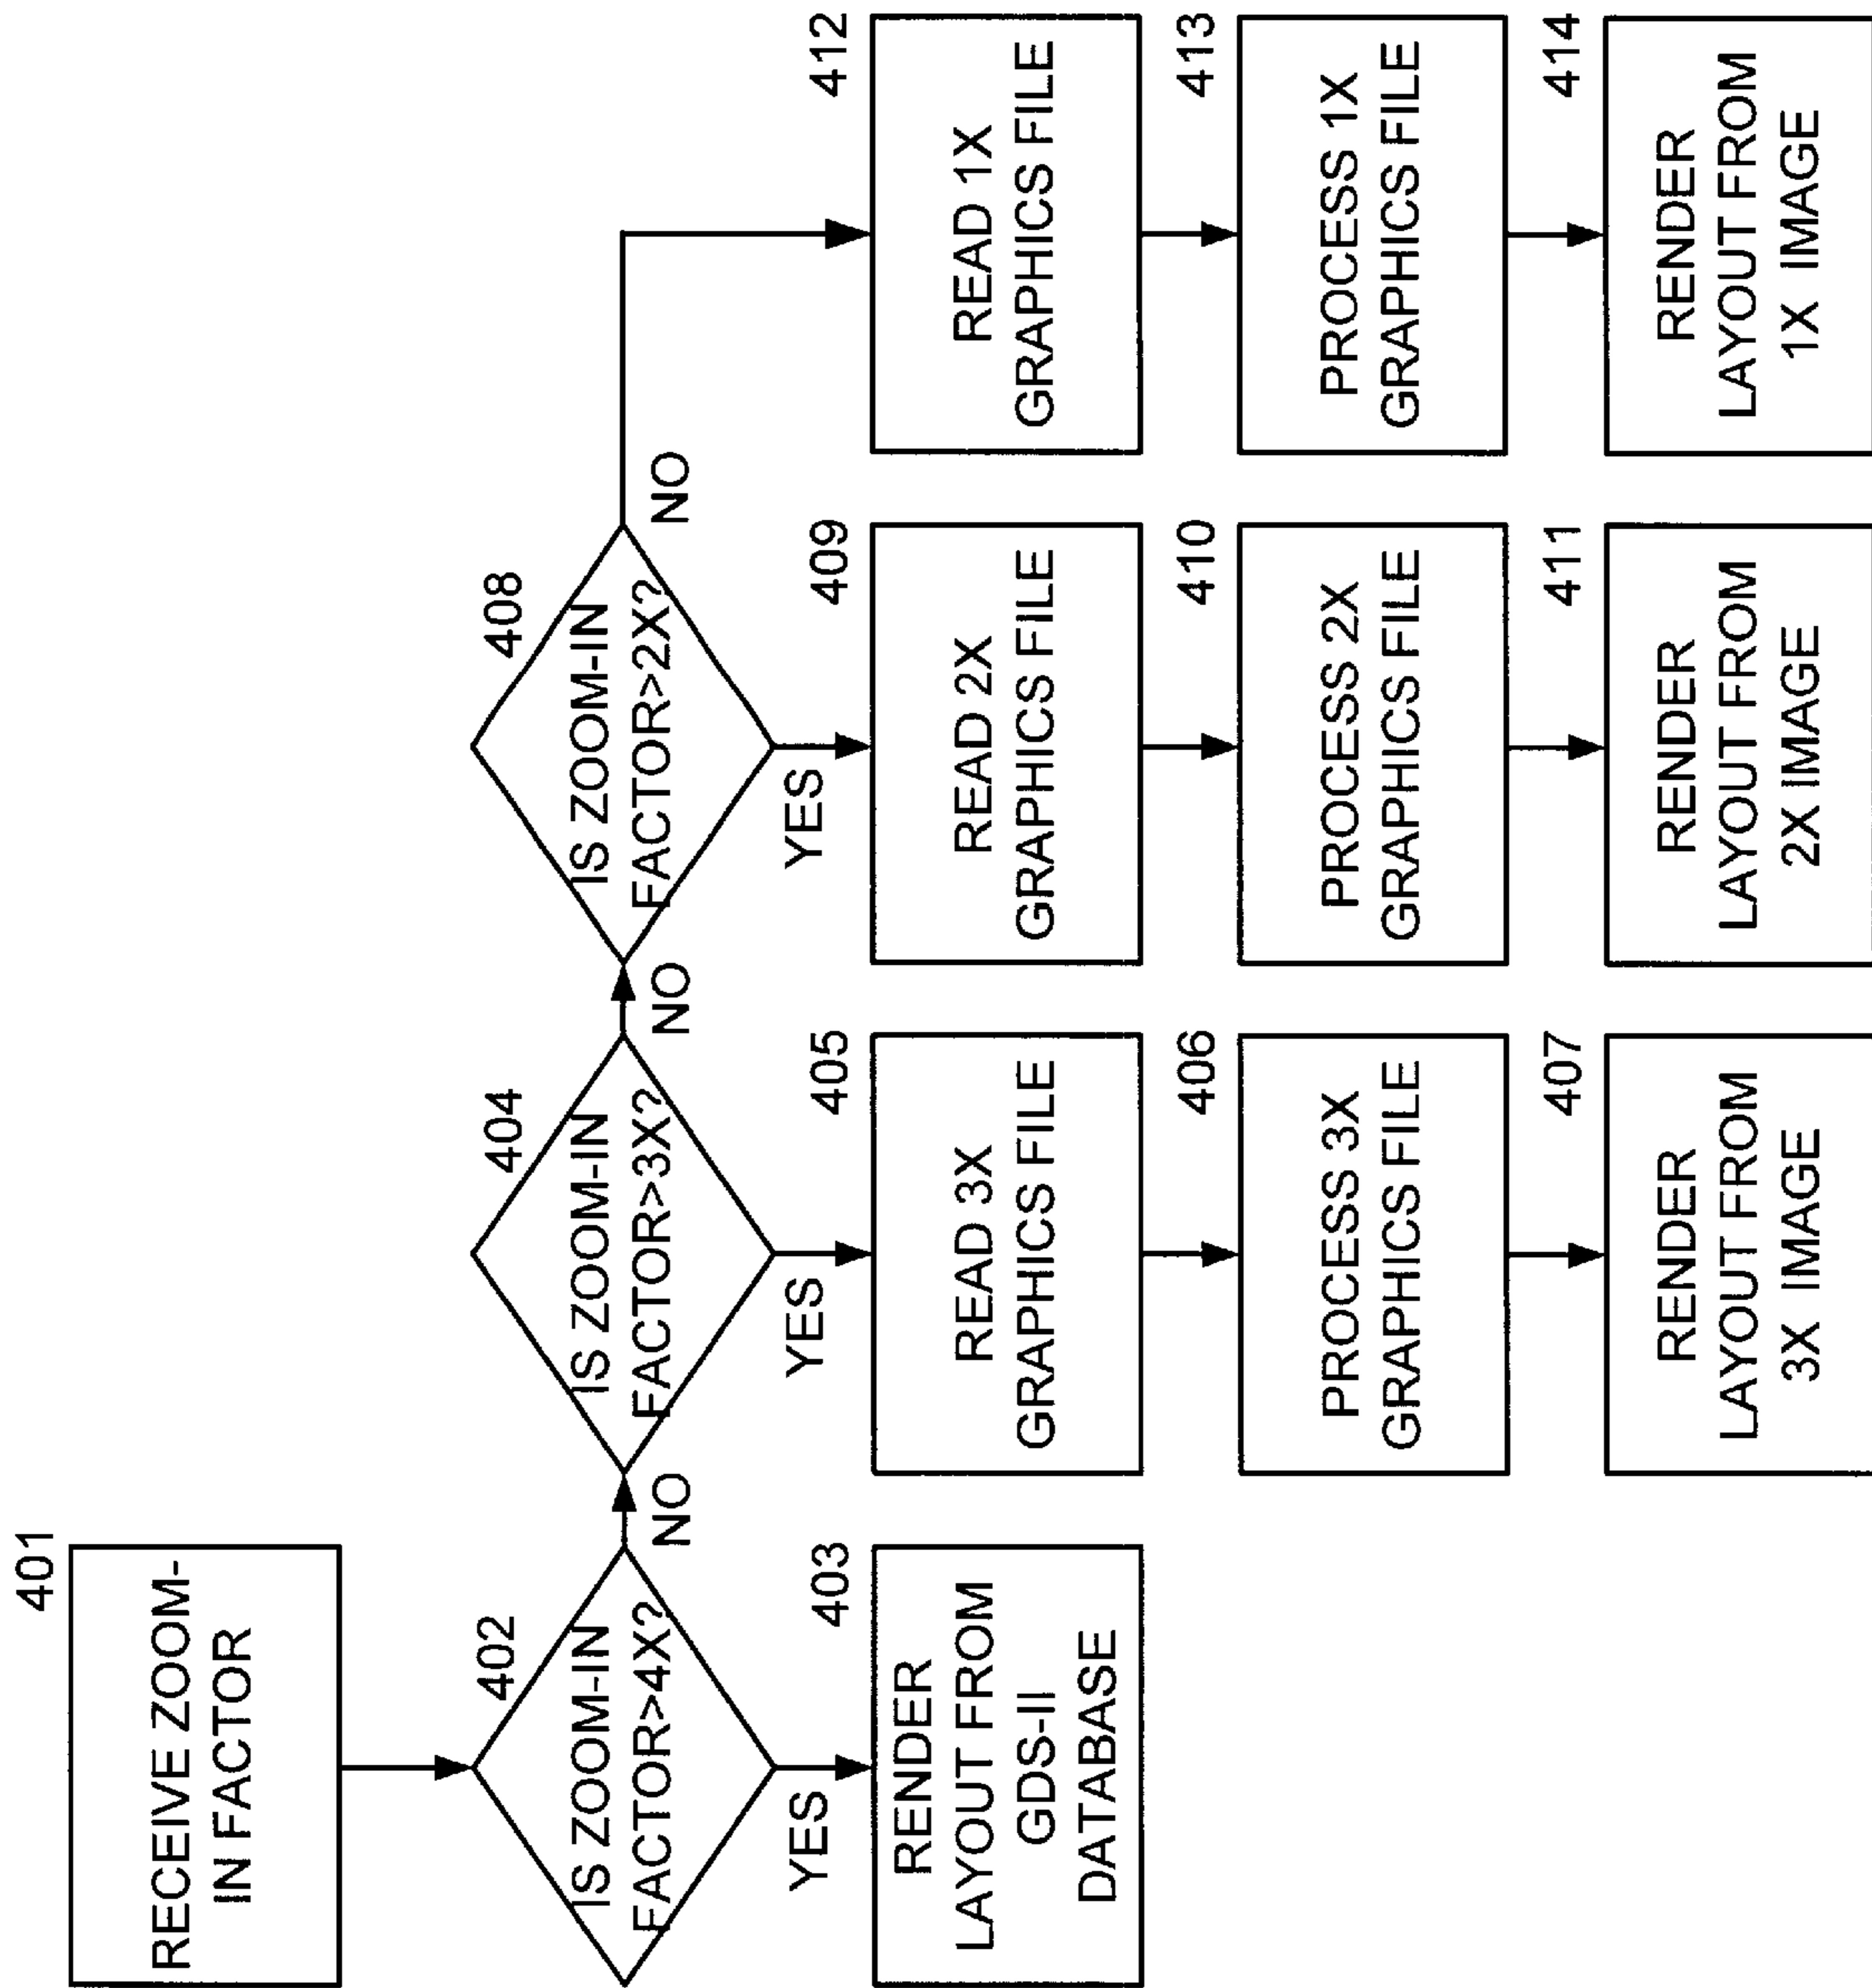 401
RECEIVE ZOOM-
IN FACTOR
402
IS ZOOM-IN
FACTOR>4X?
NO
YES
403
RENDER
LAYOUT FROM
GDS-II
DATABASE
404
IS ZOOM-IN
FACTOR>3X?
NO
YES
405
READ 3X
GRAPHICS FILE
406
PROCESS 3X
GRAPHICS FILE
407
RENDER
LAYOUT FROM
3X IMAGE
408
IS ZOOM-IN
FACTOR>2X?
NO
YES
409
READ 2X
GRAPHICS FILE
410
PROCESS 2X
GRAPHICS FILE
411
RENDER
LAYOUT FROM
2X IMAGE
412
READ 1X
GRAPHICS FILE
413
PROCESS 1X
GRAPHICS FILE
414
RENDER
LAYOUT FROM
1X IMAGE